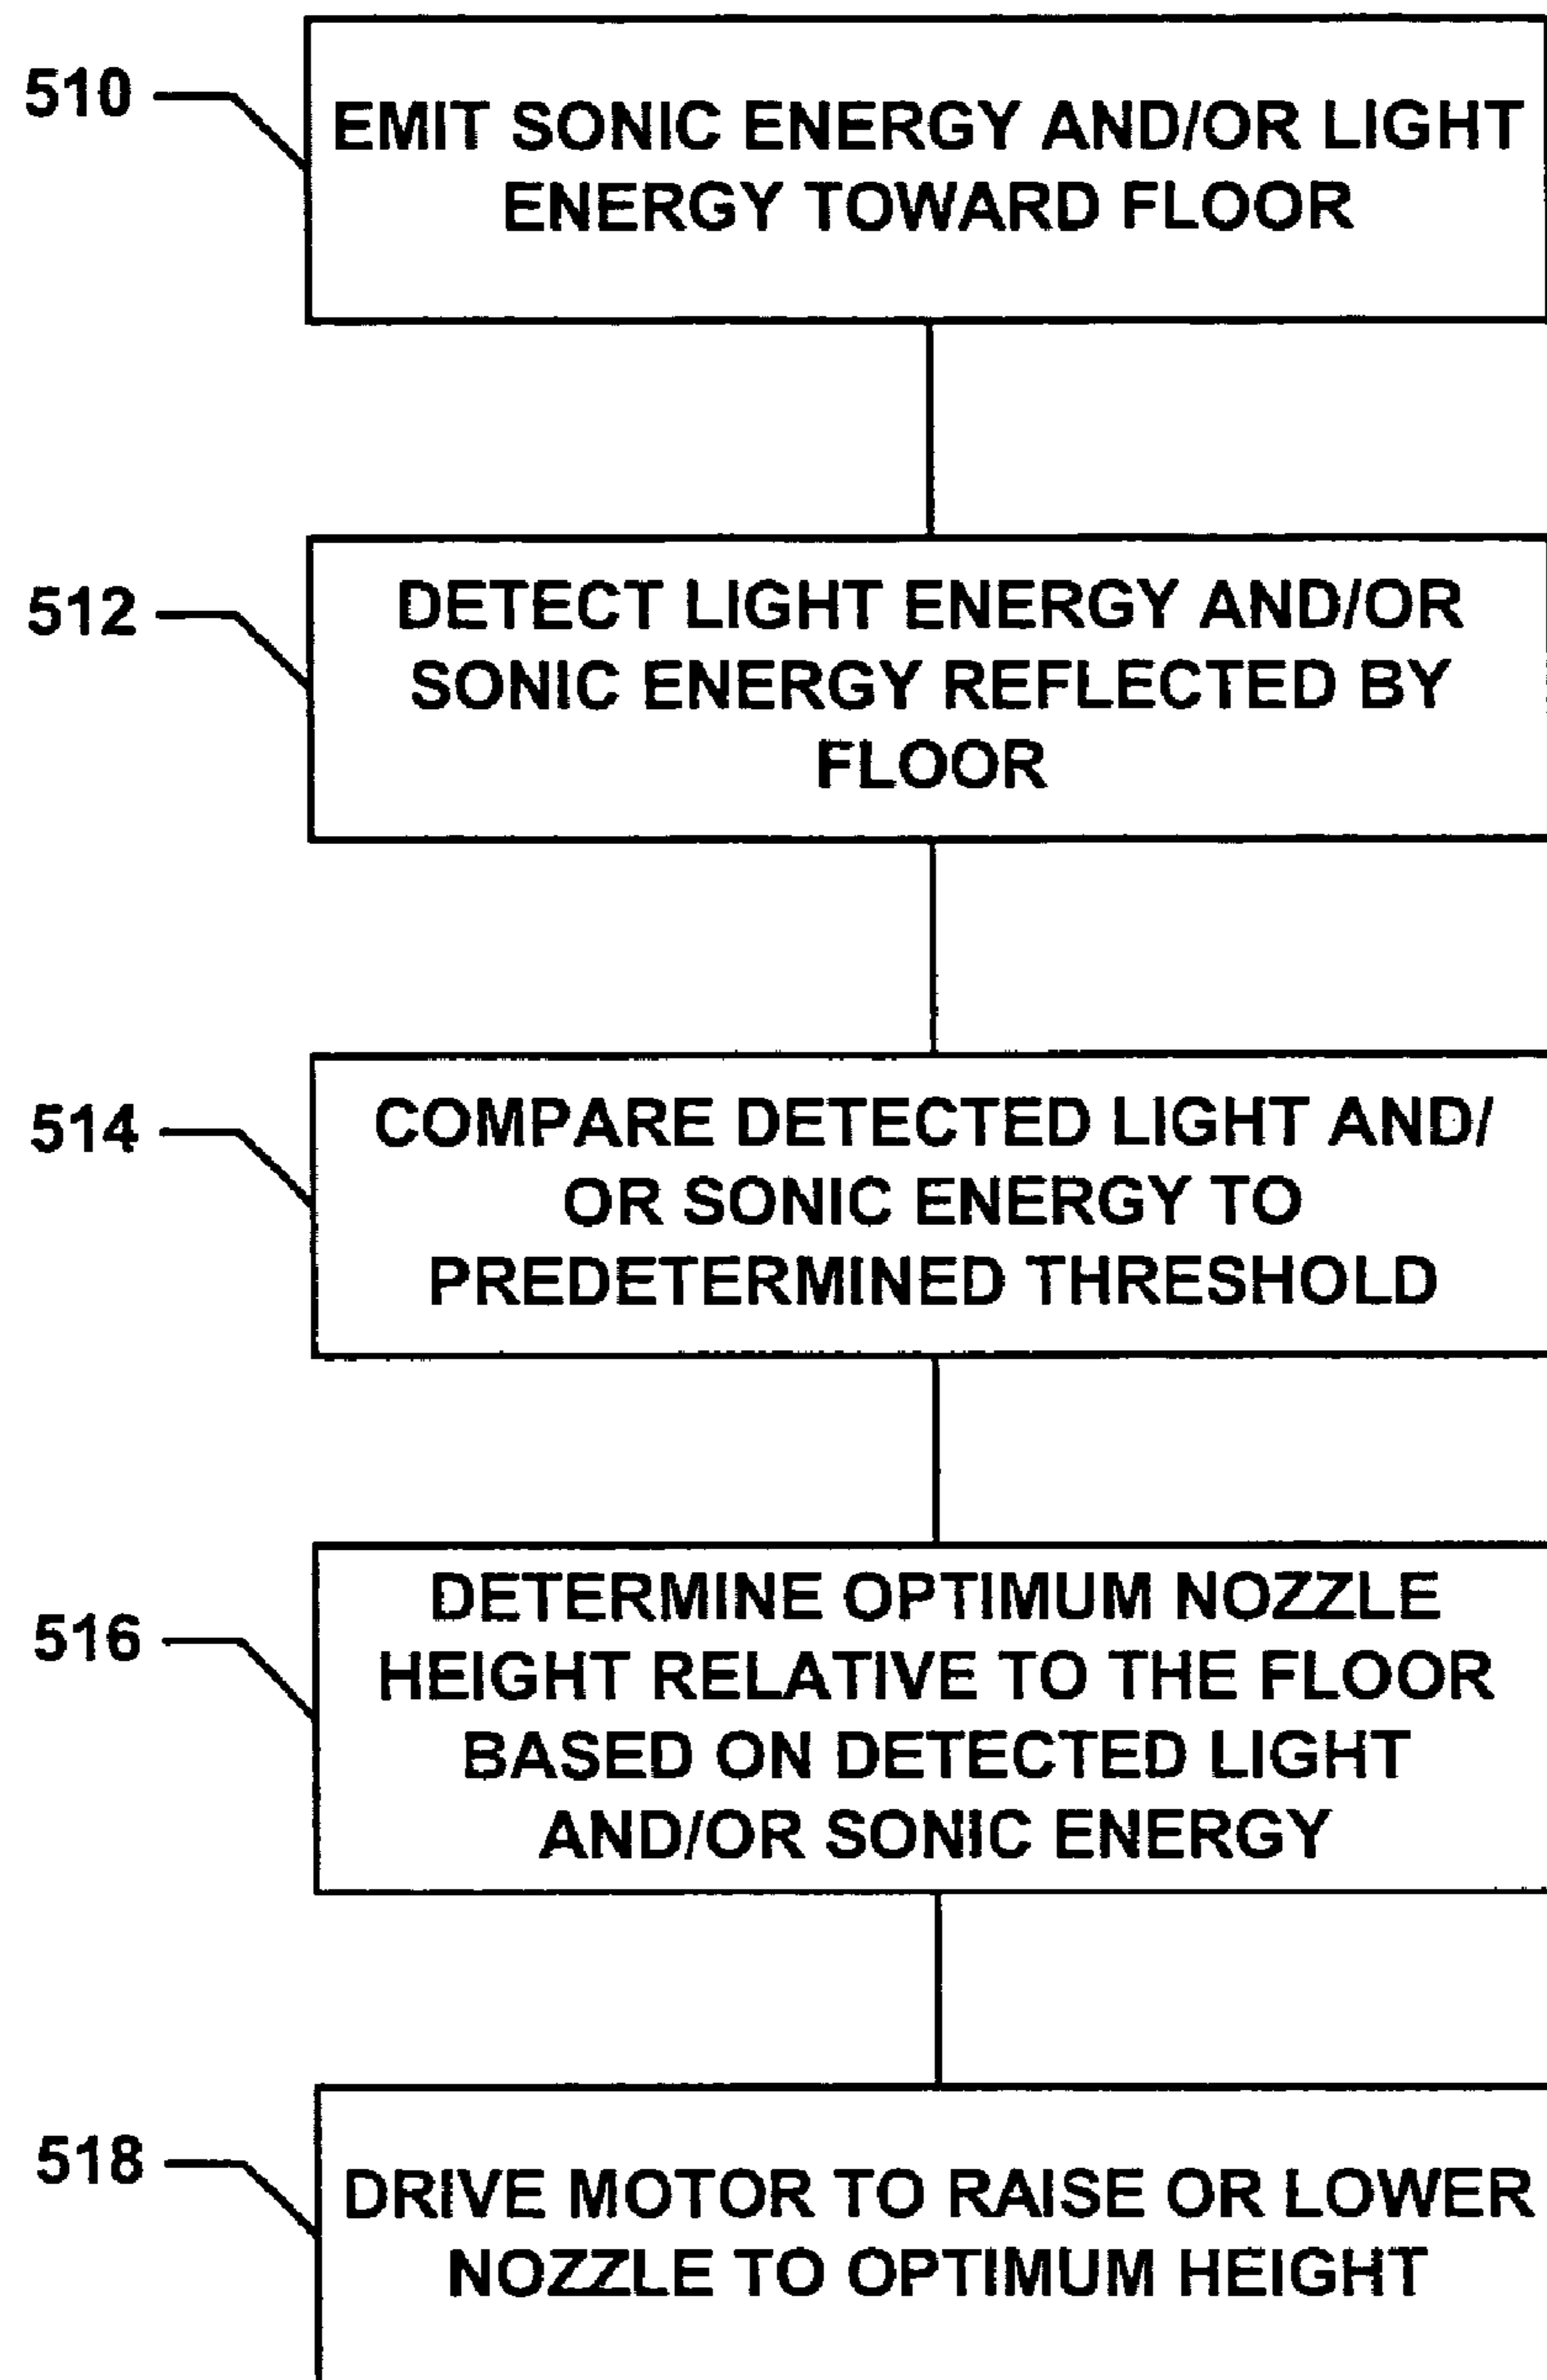 510
EMIT SONIC ENERGY AND/OR LIGHT
ENERGY TOWARD FLOOR
512
DETECT LIGHT ENERGY AND/OR
SONIC ENERGY REFLECTED BY
FLOOR
514
COMPARE DETECTED LIGHT AND/
OR SONIC ENERGY TO
PREDETERMINED THRESHOLD
516
DETERMINE OPTIMUM NOZZLE
HEIGHT RELATIVE TO THE FLOOR
BASED ON DETECTED LIGHT
AND/OR SONIC ENERGY
518
DRIVE MOTOR TO RAISE OR LOWER
NOZZLE TO OPTIMUM HEIGHT